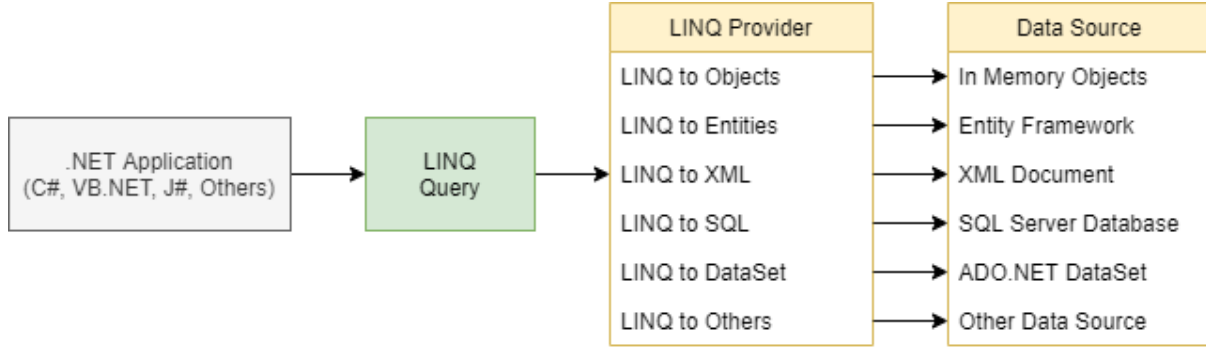 .NET Application
(C#, VB.NET, J#, Others)
LINQ
Query
LINQ Provider
LINQ to Objects
LINQ to Entities
LINQ to XML
LINQ to SQL
LINQ to DataSet
LINQ to Others
Data Source
In Memory Objects
Entity Framework
XML Document
SQL Server Database
ADO.NET DataSet
Other Data Source